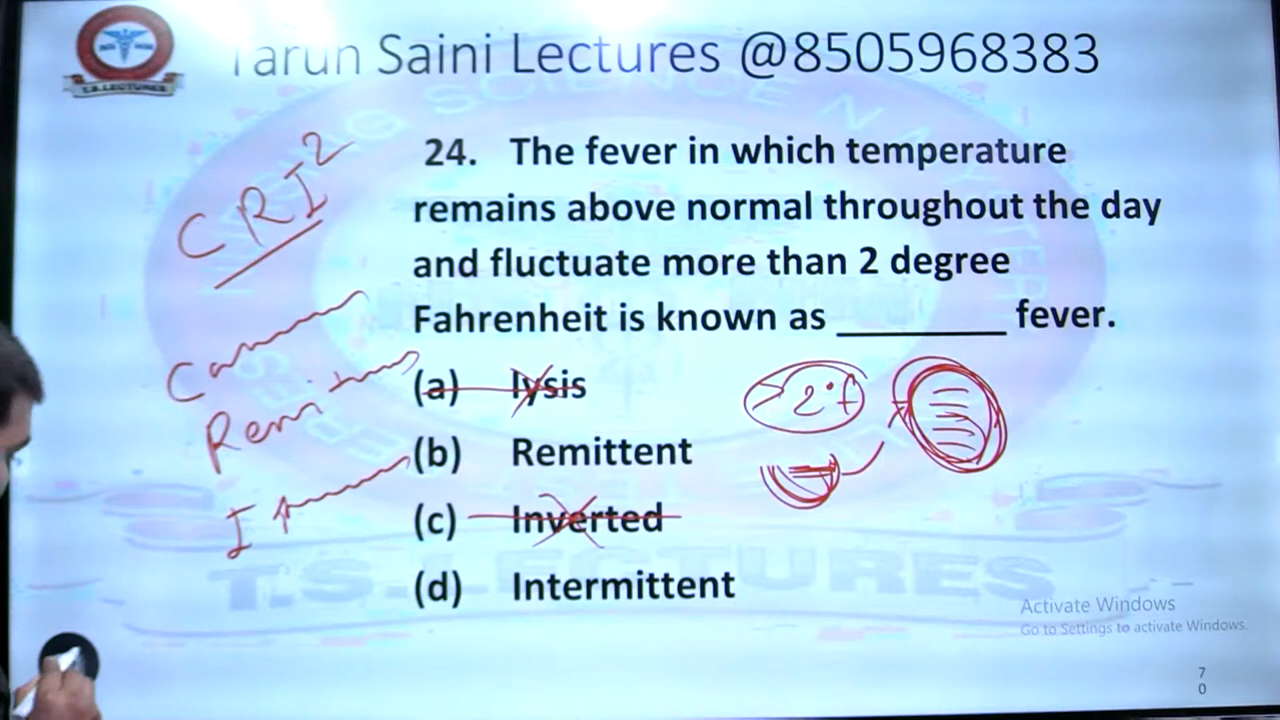 Tarun Saini Lectures @8505968383
T.S. LECTURES
CRI²
24. The fever in which temperature
remains above normal throughout the day
and fluctuate more than 2 degree
Fahrenheit is known as ________ fever.
(a) lysis
(b) Remittent
(c) Inverted
(d) Intermittent
> 2°f
T.S. LECTURES
Activate Windows
Go to Settings to activate Windows.
7
0